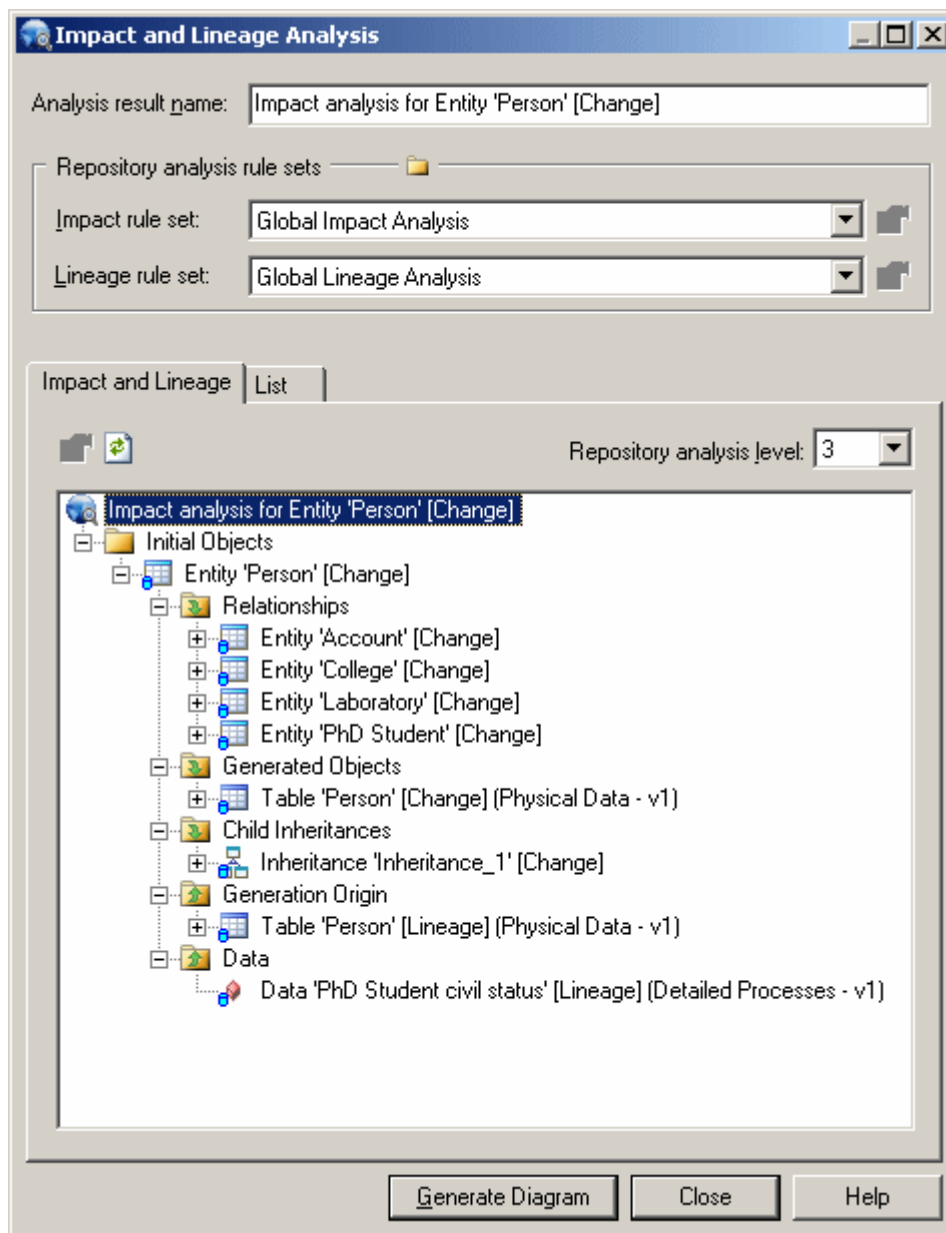 Impact and Lineage Analysis
Analysis result name: Impact analysis for Entity 'Person' [Change]
Repository analysis rule sets
Impact rule set: Global Impact Analysis
Lineage rule set: Global Lineage Analysis
Impact and Lineage List
Repository analysis level: 3
Impact analysis for Entity 'Person' [Change]
Initial Objects
Entity 'Person' [Change]
Relationships
Entity 'Account' [Change]
Entity 'College' [Change]
Entity 'Laboratory' [Change]
Entity 'PhD Student' [Change]
Generated Objects
Table 'Person' [Change] (Physical Data - v1)
Child Inheritances
Inheritance 'Inheritance_1' [Change]
Generation Origin
Table 'Person' [Lineage] (Physical Data - v1)
Data
Data 'PhD Student civil status' [Lineage] (Detailed Processes - v1)
Generate Diagram Close Help